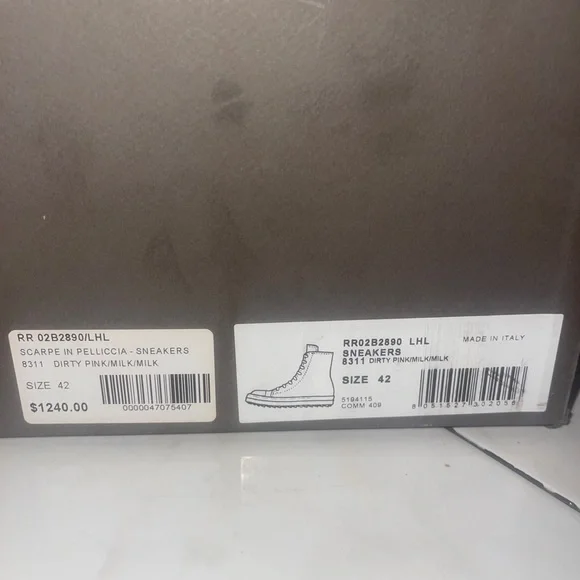 RR 02B2890/LHL
SCARPE IN PELLICCIA - SNEAKERS
8311 DIRTY PINK/MILK/MILK
SIZE 42
$1240.00
0000047075407
RR02B2890 LHL
MADE IN ITALY
SNEAKERS
8311 DIRTY PINK/MILK/MILK
SIZE 42
5194115
COMM 409